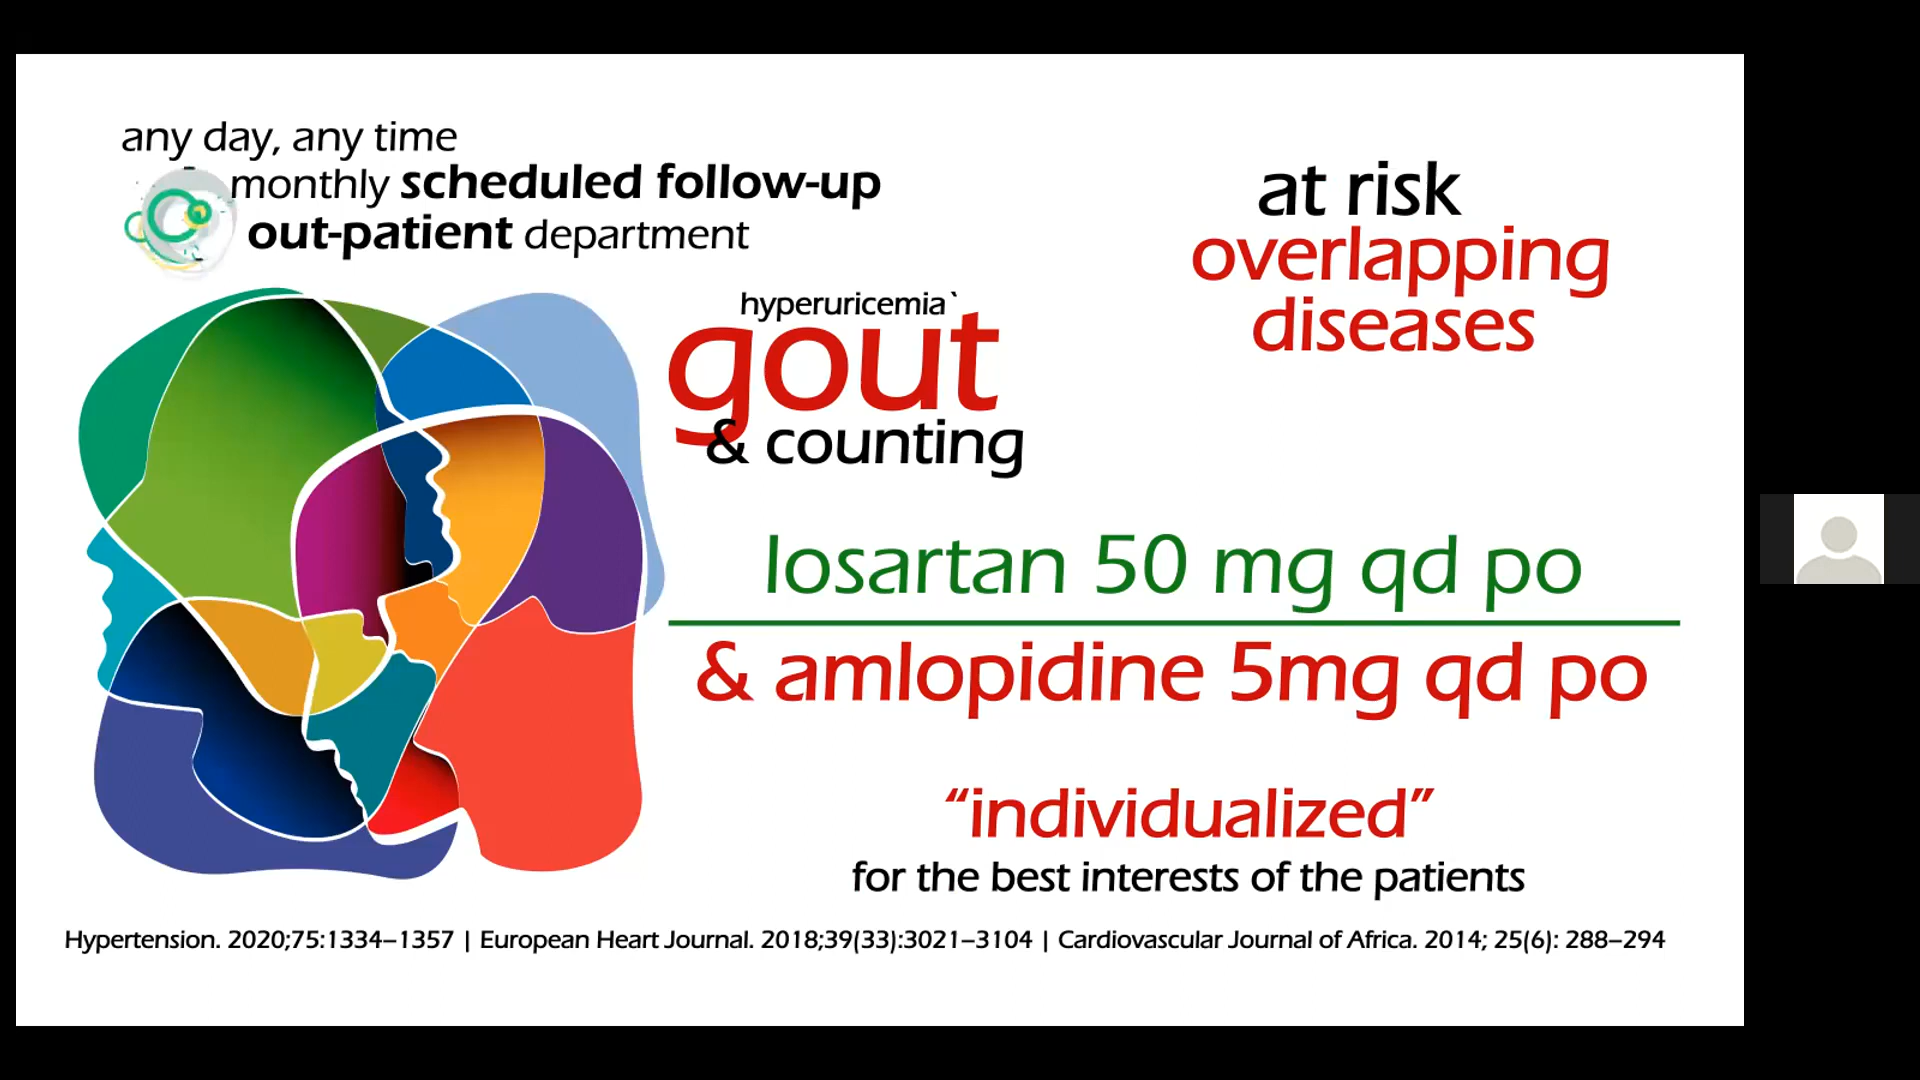 any day, any time
monthly scheduled follow-up
out-patient department
at risk
overlapping
diseases
hyperuricemia`
gout
& counting
losartan 50 mg qd po
& amlopidine 5mg qd po
“individualized”
for the best interests of the patients
Hypertension. 2020;75:1334–1357 | European Heart Journal. 2018;39(33):3021–3104 | Cardiovascular Journal of Africa. 2014; 25(6): 288–294